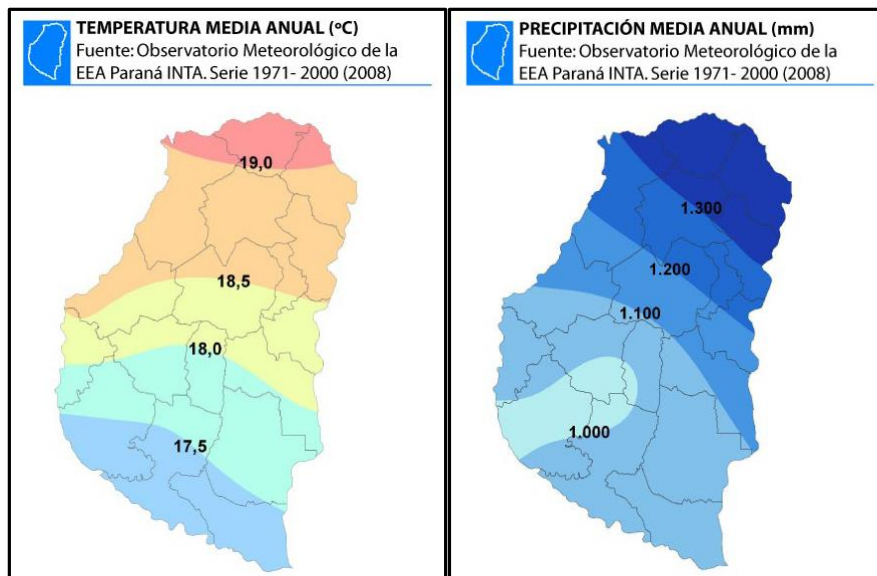 TEMPERATURA MEDIA ANUAL (ºC)
Fuente: Observatorio Meteorológico de la
EEA Paraná INTA. Serie 1971- 2000 (2008)
19,0
18,5
18,0
17,5
PRECIPITACIÓN MEDIA ANUAL (mm)
Fuente: Observatorio Meteorológico de la
EEA Paraná INTA. Serie 1971- 2000 (2008)
1.300
1.200
1.100
1.000